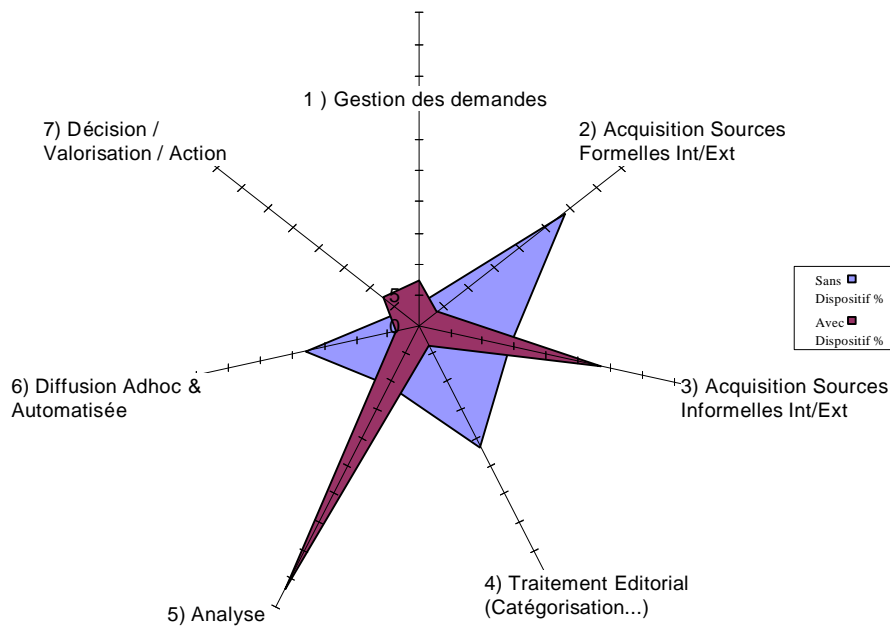 1 ) Gestion des demandes
7) Décision /
Valorisation / Action
2) Acquisition Sources
Formelles Int/Ext
5
0
Sans
Dispositif %
Avec
Dispositif %
6) Diffusion Adhoc &
Automatisée
3) Acquisition Sources
Informelles Int/Ext
4) Traitement Editorial
(Catégorisation...)
5) Analyse